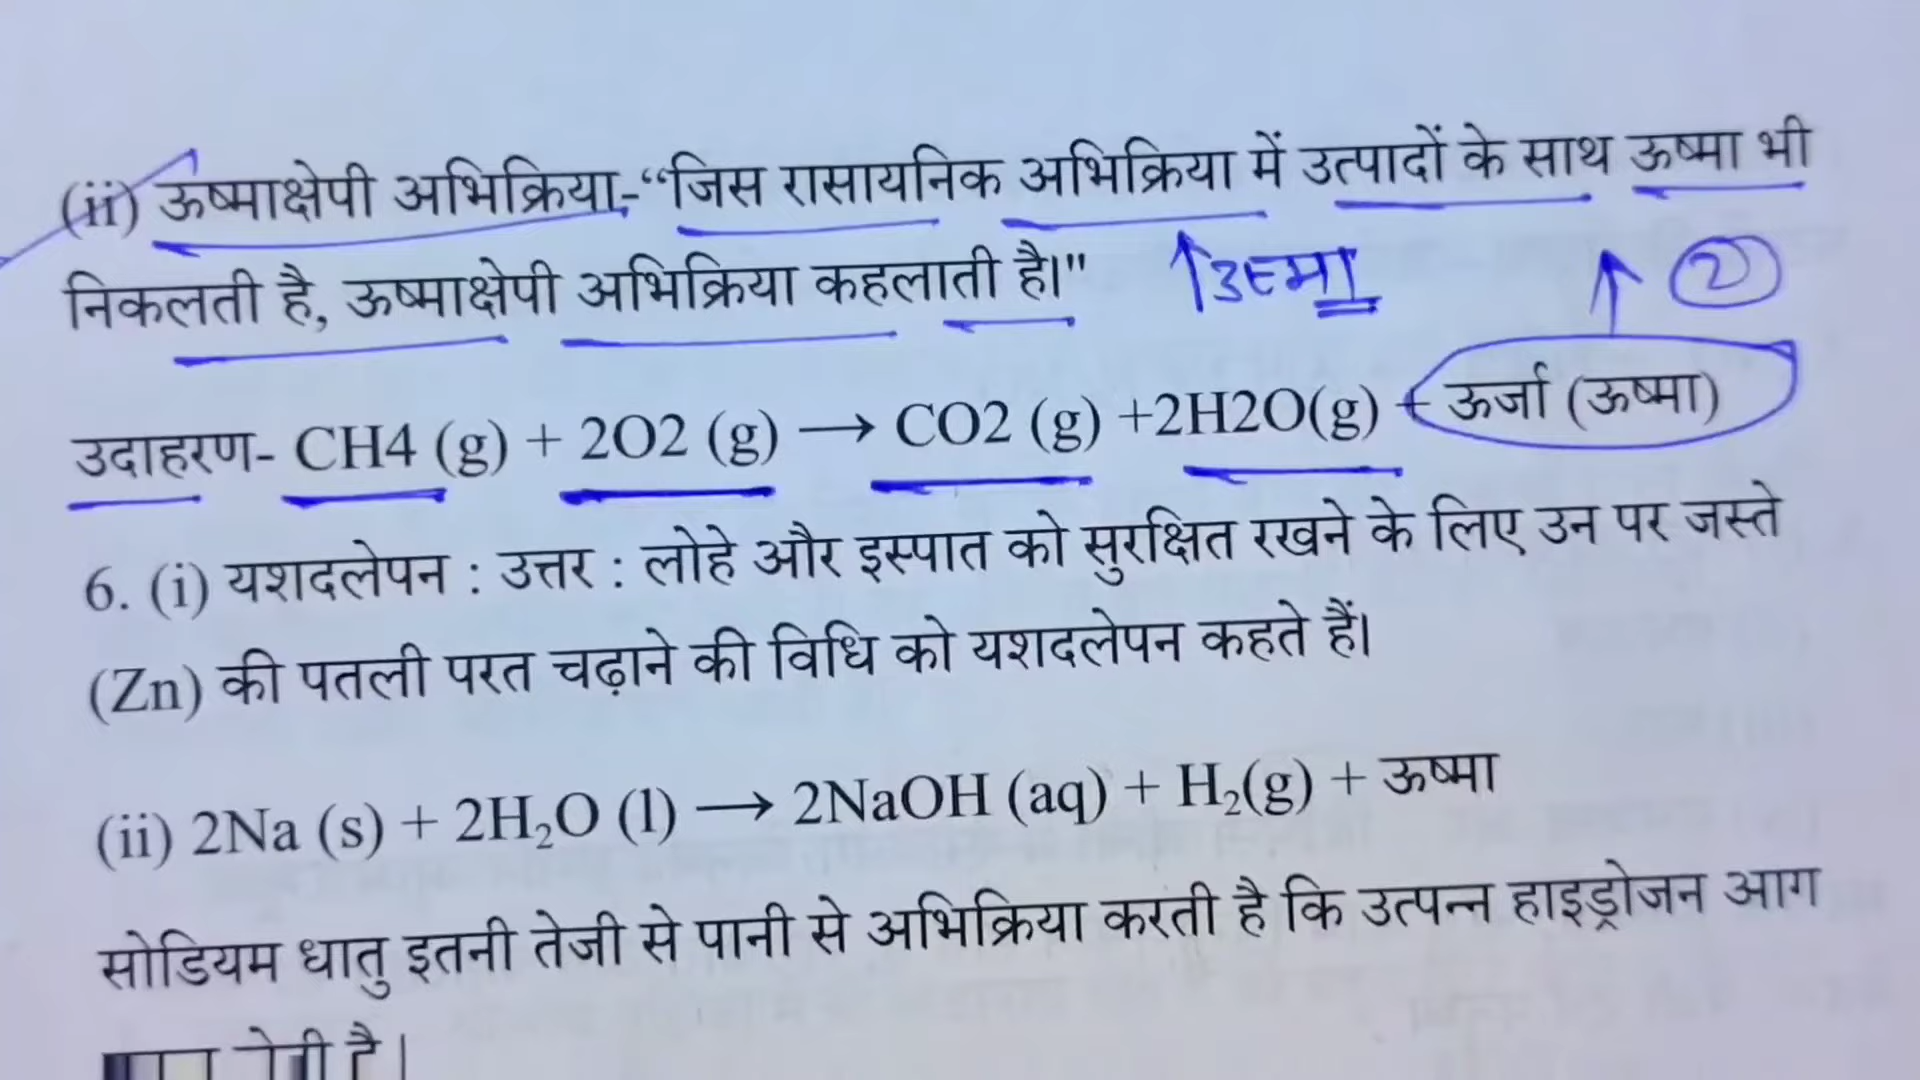 (ii) ऊष्माक्षेपी अभिक्रिया-“जिस रासायनिक अभिक्रिया में उत्पादों के साथ ऊष्मा भी
निकलती है, ऊष्माक्षेपी अभिक्रिया कहलाती है।"
↑ उष्मा ↑ 2
उदाहरण- CH4 (g) + 2O2 (g) → CO2 (g) +2H2O(g) + ऊर्जा (ऊष्मा)
6. (i) यशदलेपन : उत्तर : लोहे और इस्पात को सुरक्षित रखने के लिए उन पर जस्ते
(Zn) की पतली परत चढ़ाने की विधि को यशदलेपन कहते हैं।
(ii) 2Na (s) + 2H₂O (l) → 2NaOH (aq) + H₂(g) + ऊष्मा
सोडियम धातु इतनी तेजी से पानी से अभिक्रिया करती है कि उत्पन्न हाइड्रोजन आग
है।